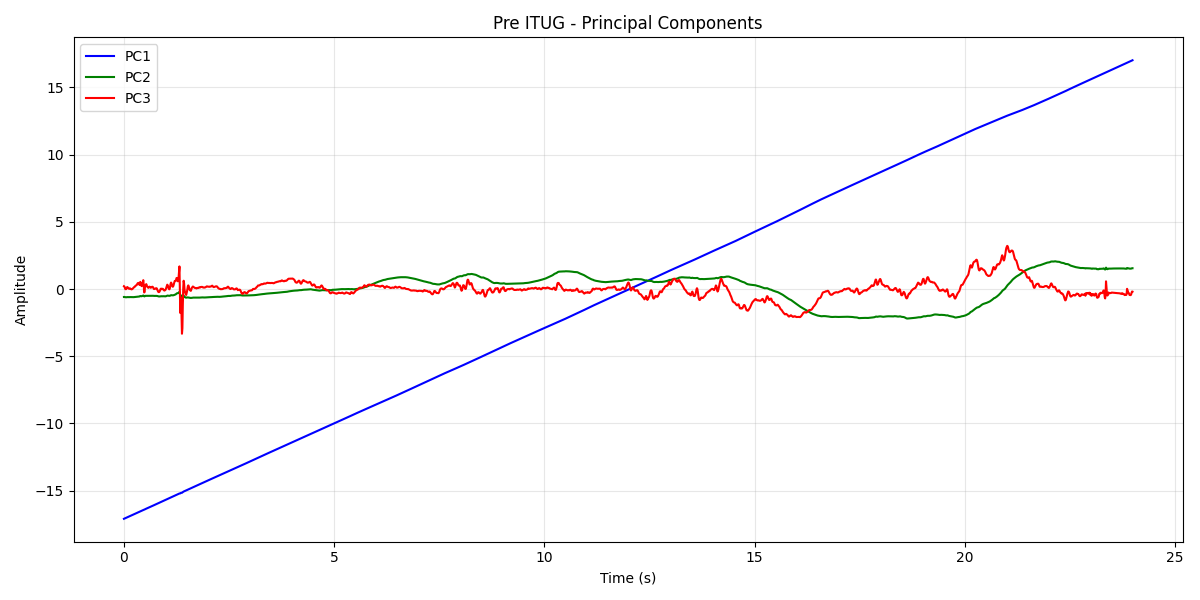 Pre ITUG - Principal Components
PC1
PC2
PC3
Amplitude
15
10
5
0
−5
−10
−15
0 5 10 15 20 25
Time (s)